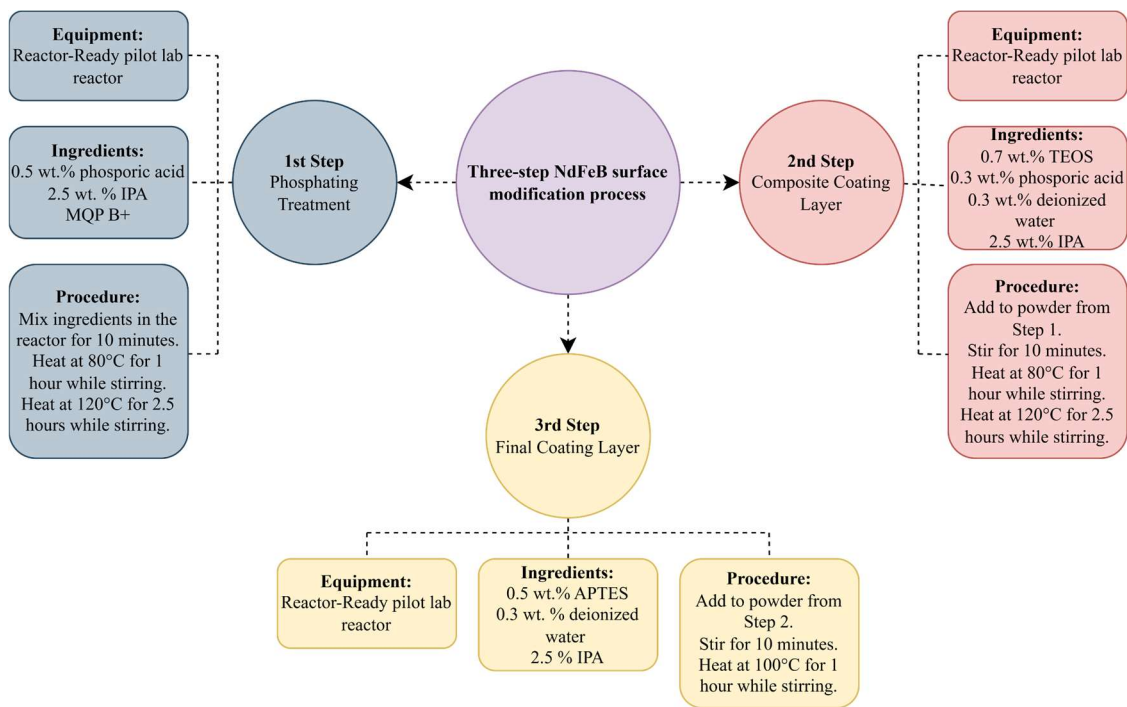 Three-step NdFeB surface
modification process
1st Step
Phosphating
Treatment
Equipment:
Reactor-Ready pilot lab
reactor
Ingredients:
0.5 wt.% phosporic acid
2.5 wt. % IPA
MQP B+
Procedure:
Mix ingredients in the
reactor for 10 minutes.
Heat at 80°C for 1
hour while stirring.
Heat at 120°C for 2.5
hours while stirring.
2nd Step
Composite Coating
Layer
Equipment:
Reactor-Ready pilot lab
reactor
Ingredients:
0.7 wt.% TEOS
0.3 wt.% phosporic acid
0.3 wt.% deionized
water
2.5 wt.% IPA
Procedure:
Add to powder from
Step 1.
Stir for 10 minutes.
Heat at 80°C for 1
hour while stirring.
Heat at 120°C for 2.5
hours while stirring.
3rd Step
Final Coating Layer
Equipment:
Reactor-Ready pilot lab
reactor
Ingredients:
0.5 wt.% APTES
0.3 wt. % deionized
water
2.5 % IPA
Procedure:
Add to powder from
Step 2.
Stir for 10 minutes.
Heat at 100°C for 1
hour while stirring.